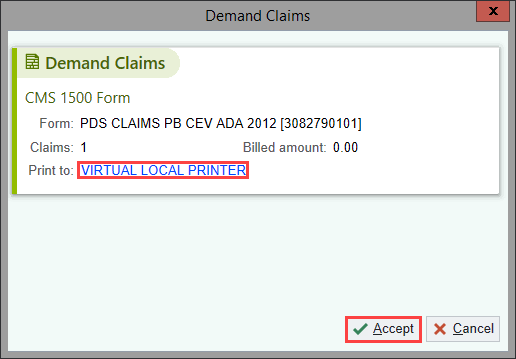 Demand Claims
x
Demand Claims
CMS 1500 Form
Form: PDS CLAIMS PB CEV ADA 2012 [3082790101]
Claims: 1 Billed amount: 0.00
Print to: VIRTUAL LOCAL PRINTER
Accept Cancel